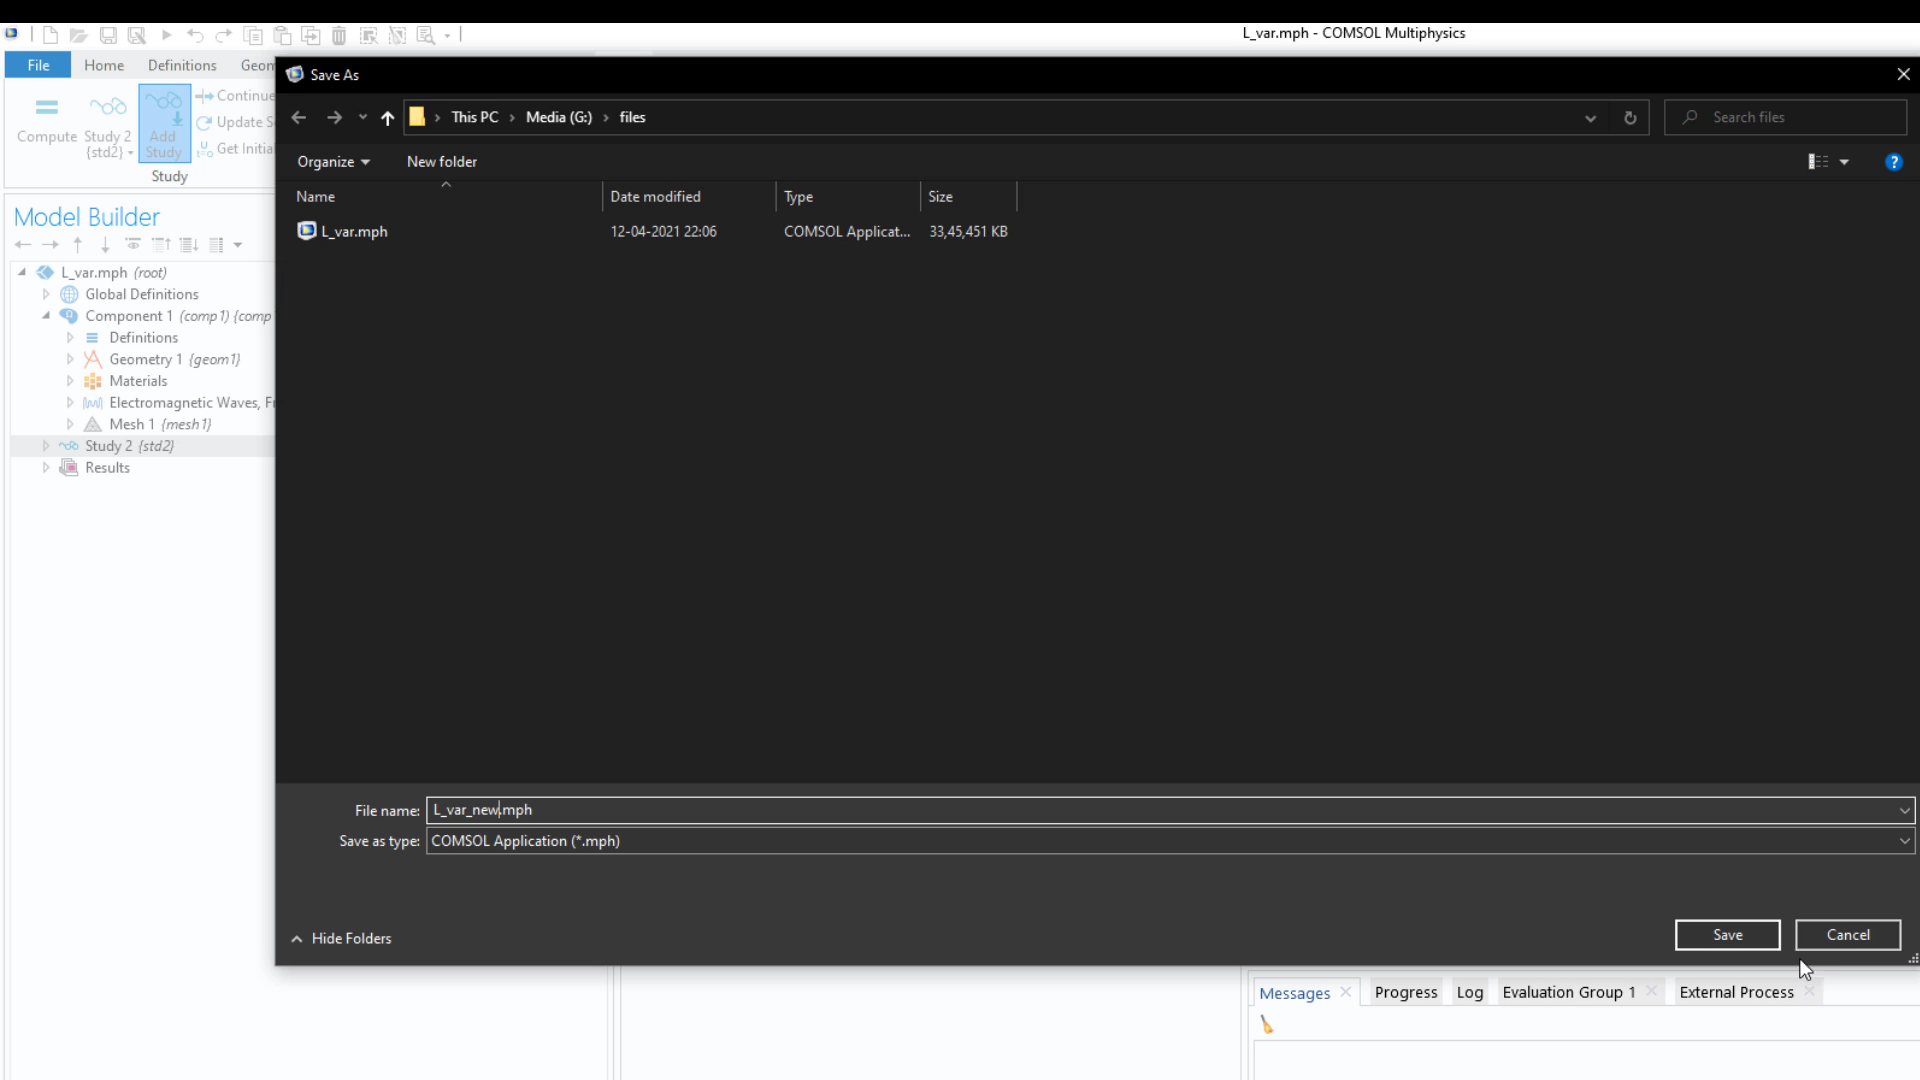 L_var.mph - COMSOL Multiphysics
File Home Definitions Geom
Save As
This PC Media (G:) files
Search files
Compute Study 2 {std2} Add Study
Continue
Update S
Get Initia
Study
Organize New folder
Name Date modified Type Size
L_var.mph 12-04-2021 22:06 COMSOL Applicat... 33,45,451 KB
Model Builder
L_var.mph (root)
Global Definitions
Component 1 (comp1) {comp
Definitions
Geometry 1 {geom1}
Materials
Electromagnetic Waves, Fr
Mesh 1 {mesh1}
Study 2 {std2}
Results
File name: L_var_new.mph
Save as type: COMSOL Application (*.mph)
Hide Folders
Save Cancel
Messages Progress Log Evaluation Group 1 External Process